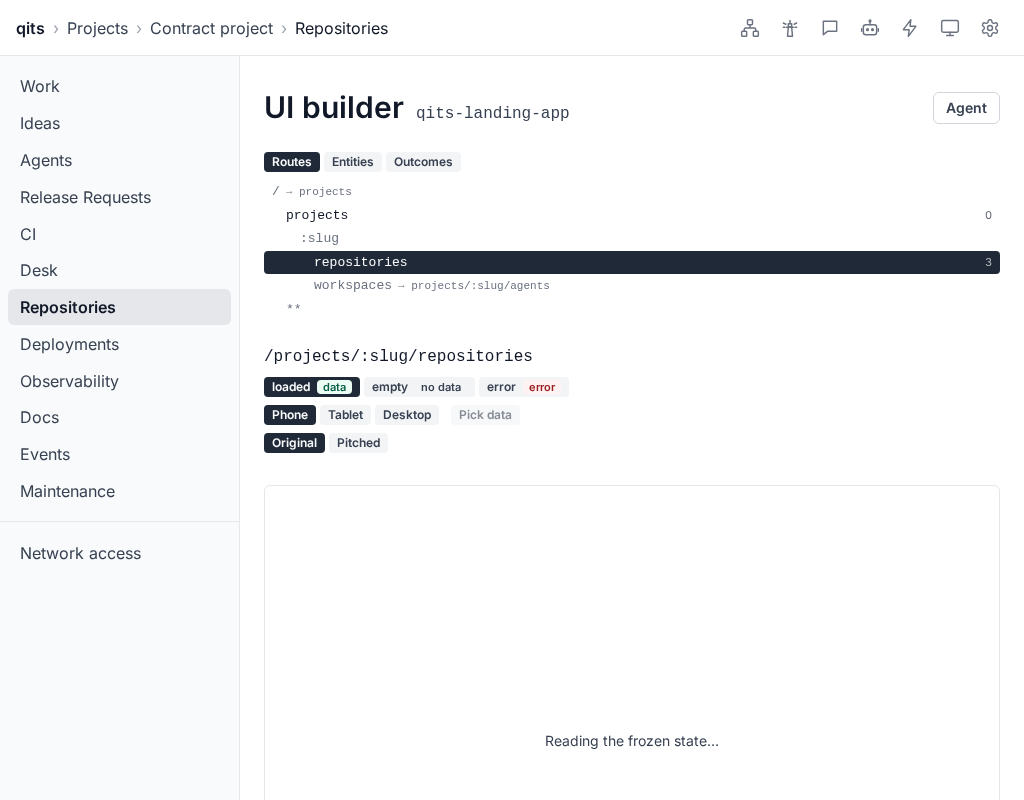 qits › Projects › Contract project › Repositories
Work
Ideas
Agents
Release Requests
CI
Desk
Repositories
Deployments
Observability
Docs
Events
Maintenance
Network access
UI builder qits-landing-app
Agent
Routes Entities Outcomes
/ → projects
projects 0
:slug
repositories 3
workspaces → projects/:slug/agents
**
/projects/:slug/repositories
loaded data empty no data error error
Phone Tablet Desktop Pick data
Original Pitched
Reading the frozen state…